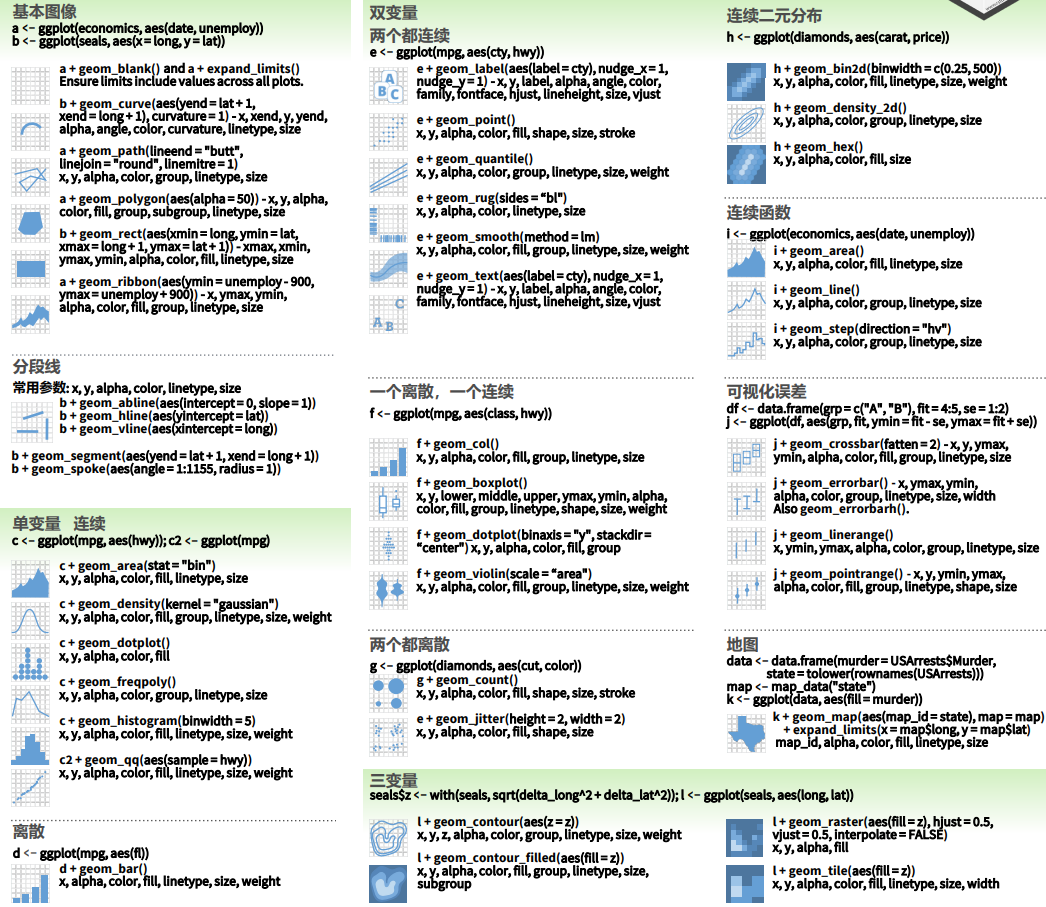 基本图像
a <- ggplot(economics, aes(date, unemploy))
b <- ggplot(seals, aes(x = long, y = lat))
a + geom_blank() and a + expand_limits()
Ensure limits include values across all plots.
b + geom_curve(aes(yend = lat + 1,
xend = long + 1), curvature = 1) - x, xend, y, yend,
alpha, angle, color, curvature, linetype, size
a + geom_path(lineend = "butt",
linejoin = "round", linemitre = 1)
x, y, alpha, color, group, linetype, size
a + geom_polygon(aes(alpha = 50)) - x, y, alpha,
color, fill, group, subgroup, linetype, size
b + geom_rect(aes(xmin = long, ymin = lat,
xmax = long + 1, ymax = lat + 1)) - xmax, xmin,
ymax, ymin, alpha, color, fill, linetype, size
a + geom_ribbon(aes(ymin = unemploy - 900,
ymax = unemploy + 900)) - x, ymax, ymin,
alpha, color, fill, group, linetype, size
分段线
常用参数: x, y, alpha, color, linetype, size
b + geom_abline(aes(intercept = 0, slope = 1))
b + geom_hline(aes(yintercept = lat))
b + geom_vline(aes(xintercept = long))
b + geom_segment(aes(yend = lat + 1, xend = long + 1))
b + geom_spoke(aes(angle = 1:1155, radius = 1))
单变量 连续
c <- ggplot(mpg, aes(hwy)); c2 <- ggplot(mpg)
c + geom_area(stat = "bin")
x, y, alpha, color, fill, linetype, size
c + geom_density(kernel = "gaussian")
x, y, alpha, color, fill, group, linetype, size, weight
c + geom_dotplot()
x, y, alpha, color, fill
c + geom_freqpoly()
x, y, alpha, color, group, linetype, size
c + geom_histogram(binwidth = 5)
x, y, alpha, color, fill, linetype, size, weight
c2 + geom_qq(aes(sample = hwy))
x, y, alpha, color, fill, linetype, size, weight
离散
d <- ggplot(mpg, aes(fl))
d + geom_bar()
x, alpha, color, fill, linetype, size, weight
双变量
两个都连续
e <- ggplot(mpg, aes(cty, hwy))
e + geom_label(aes(label = cty), nudge_x = 1,
nudge_y = 1) - x, y, label, alpha, angle, color,
family, fontface, hjust, lineheight, size, vjust
e + geom_point()
x, y, alpha, color, fill, shape, size, stroke
e + geom_quantile()
x, y, alpha, color, group, linetype, size, weight
e + geom_rug(sides = “bl")
x, y, alpha, color, linetype, size
e + geom_smooth(method = lm)
x, y, alpha, color, fill, group, linetype, size, weight
e + geom_text(aes(label = cty), nudge_x = 1,
nudge_y = 1) - x, y, label, alpha, angle, color,
family, fontface, hjust, lineheight, size, vjust
一个离散，一个连续
f <- ggplot(mpg, aes(class, hwy))
f + geom_col()
x, y, alpha, color, fill, group, linetype, size
f + geom_boxplot()
x, y, lower, middle, upper, ymax, ymin, alpha,
color, fill, group, linetype, shape, size, weight
f + geom_dotplot(binaxis = "y", stackdir =
“center") x, y, alpha, color, fill, group
f + geom_violin(scale = “area")
x, y, alpha, color, fill, group, linetype, size, weight
两个都离散
g <- ggplot(diamonds, aes(cut, color))
g + geom_count()
x, y, alpha, color, fill, shape, size, stroke
e + geom_jitter(height = 2, width = 2)
x, y, alpha, color, fill, shape, size
连续二元分布
h <- ggplot(diamonds, aes(carat, price))
h + geom_bin2d(binwidth = c(0.25, 500))
x, y, alpha, color, fill, linetype, size, weight
h + geom_density_2d()
x, y, alpha, color, group, linetype, size
h + geom_hex()
x, y, alpha, color, fill, size
连续函数
i <- ggplot(economics, aes(date, unemploy))
i + geom_area()
x, y, alpha, color, fill, linetype, size
i + geom_line()
x, y, alpha, color, group, linetype, size
i + geom_step(direction = "hv")
x, y, alpha, color, group, linetype, size
可视化误差
df <- data.frame(grp = c("A", "B"), fit = 4:5, se = 1:2)
j <- ggplot(df, aes(grp, fit, ymin = fit - se, ymax = fit + se))
j + geom_crossbar(fatten = 2) - x, y, ymax,
ymin, alpha, color, fill, group, linetype, size
j + geom_errorbar() - x, ymax, ymin,
alpha, color, group, linetype, size, width
Also geom_errorbarh().
j + geom_linerange()
x, ymin, ymax, alpha, color, group, linetype, size
j + geom_pointrange() - x, y, ymin, ymax,
alpha, color, fill, group, linetype, shape, size
地图
data <- data.frame(murder = USArrests$Murder,
state = tolower(rownames(USArrests)))
map <- map_data("state")
k <- ggplot(data, aes(fill = murder))
k + geom_map(aes(map_id = state), map = map)
+ expand_limits(x = map$long, y = map$lat)
map_id, alpha, color, fill, linetype, size
三变量
seals$z <- with(seals, sqrt(delta_long^2 + delta_lat^2)); l <- ggplot(seals, aes(long, lat))
l + geom_contour(aes(z = z))
x, y, z, alpha, color, group, linetype, size, weight
l + geom_contour_filled(aes(fill = z))
x, y, alpha, color, fill, group, linetype, size,
subgroup
l + geom_raster(aes(fill = z), hjust = 0.5,
vjust = 0.5, interpolate = FALSE)
x, y, alpha, fill
l + geom_tile(aes(fill = z))
x, y, alpha, color, fill, linetype, size, width